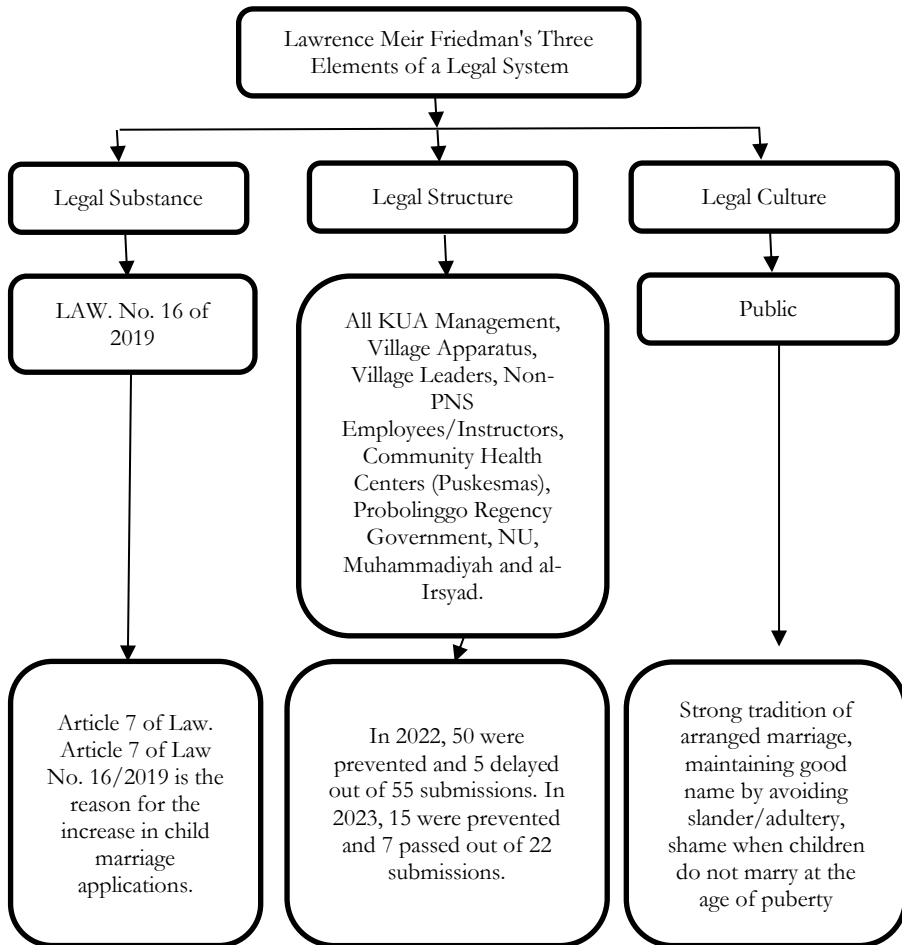 Lawrence Meir Friedman's Three
Elements of a Legal System
Legal Substance
Legal Structure
Legal Culture
LAW. No. 16 of
2019
All KUA Management,
Village Apparatus,
Village Leaders, Non-
PNS
Employees/Instructors,
Community Health
Centers (Puskesmas),
Probolinggo Regency
Government, NU,
Muhammadiyah and al-
Irsyad.
Public
Article 7 of Law.
Article 7 of Law
No. 16/2019 is the
reason for the
increase in child
marriage
applications.
In 2022, 50 were
prevented and 5 delayed
out of 55 submissions. In
2023, 15 were prevented
and 7 passed out of 22
submissions.
Strong tradition of
arranged marriage,
maintaining good
name by avoiding
slander/adultery,
shame when children
do not marry at the
age of puberty